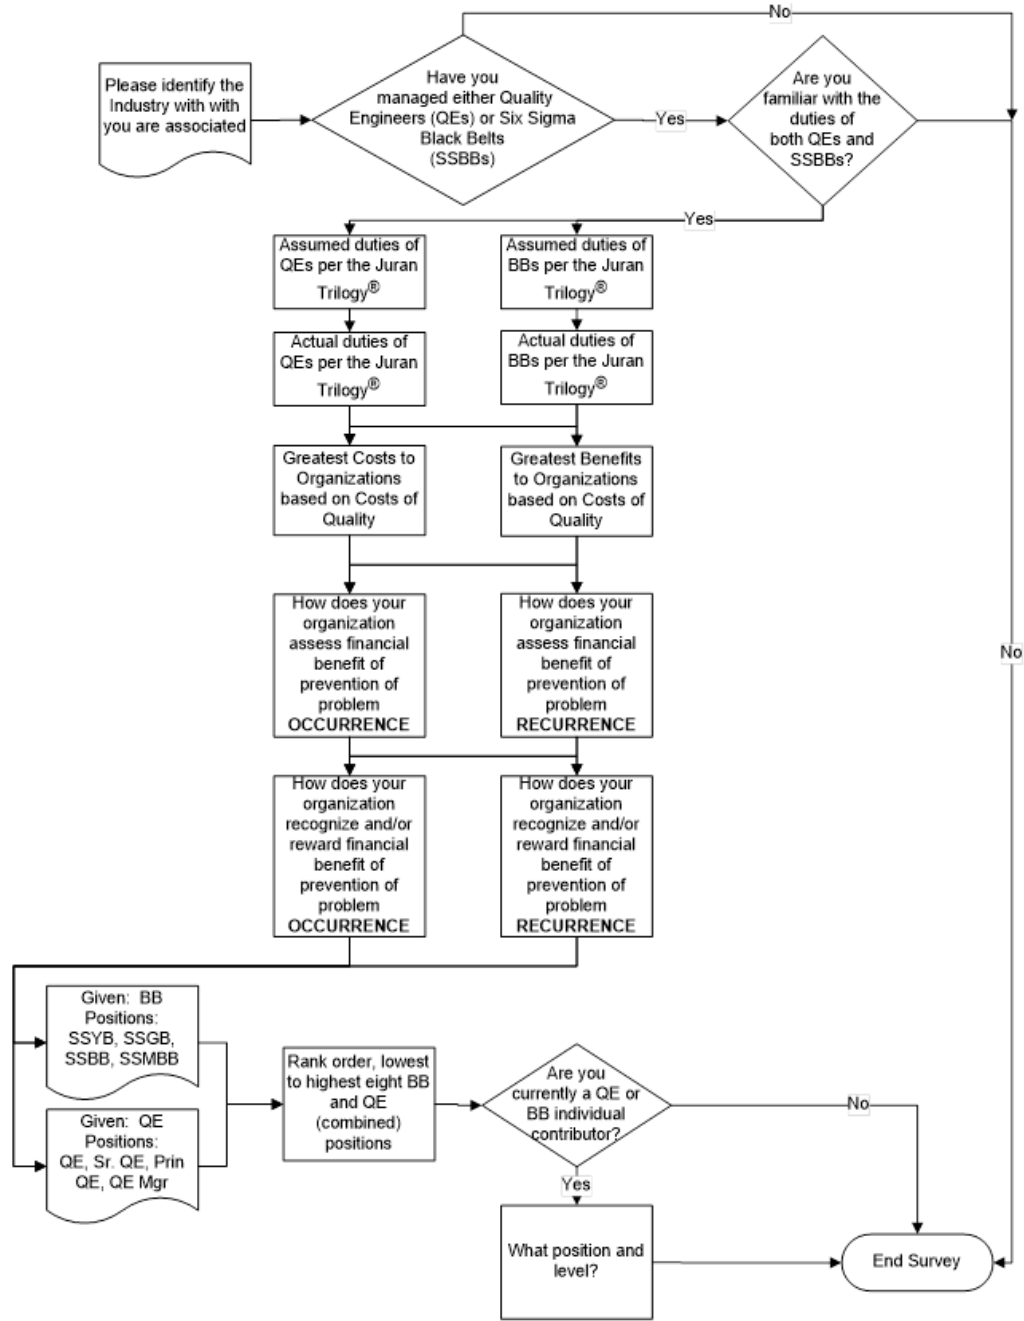 No
Please identify the
Industry with with
you are associated
Have you
managed either Quality
Engineers (QEs) or Six Sigma
Black Belts
(SSBBs)
Yes
Are you
familiar with the
duties of
both QEs and
SSBBs?
Yes
Assumed duties of
QEs per the Juran
Trilogy®
Assumed duties of
BBs per the Juran
Trilogy®
Actual duties of
QEs per the Juran
Trilogy®
Actual duties of
BBs per the Juran
Trilogy®
Greatest Costs to
Organizations
based on Costs of
Quality
Greatest Benefits
to Organizations
based on Costs of
Quality
How does your
organization
assess financial
benefit of
prevention of
problem
OCCURRENCE
How does your
organization
assess financial
benefit of
prevention of
problem
RECURRENCE
No
How does your
organization
recognize and/or
reward financial
benefit of
prevention of
problem
OCCURRENCE
How does your
organization
recognize and/or
reward financial
benefit of
prevention of
problem
RECURRENCE
Given: BB
Positions:
SSYB, SSGB,
SSBB, SSMBB
Given: QE
Positions:
QE, Sr. QE, Prin
QE, QE Mgr
Rank order, lowest
to highest eight BB
and QE
(combined)
positions
Are you
currently a QE or
BB individual
contributor?
No
Yes
What position and
level?
End Survey